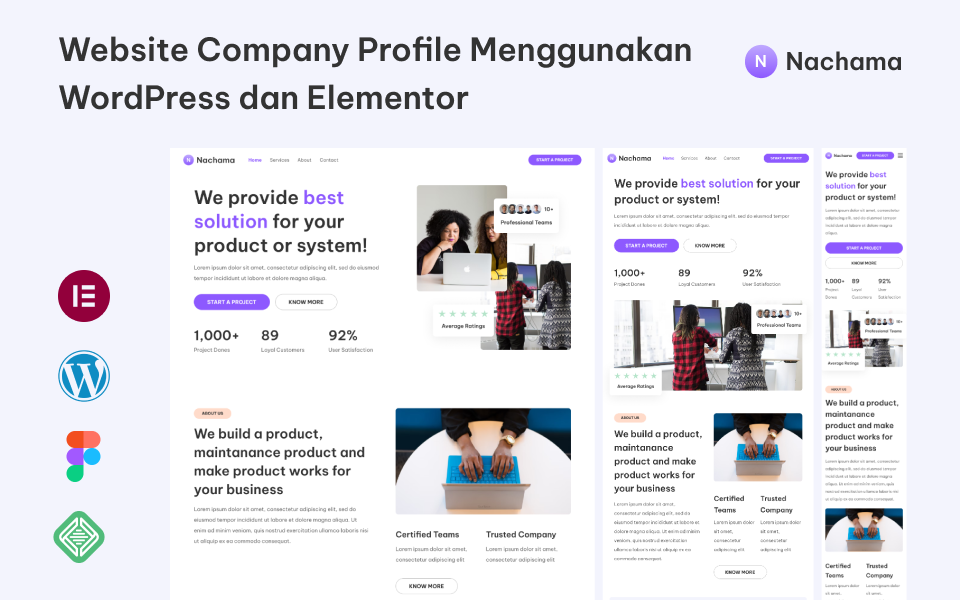 Website Company Profile Menggunakan
WordPress dan Elementor
N Nachama
N Nachama Home Services About Contact START A PROJECT
We provide best
solution for your
product or system!
Lorem ipsum dolor sit amet, consectetur adipiscing elit, sed do eiusmod
tempor incididunt ut labore et dolore magna aliqua.
START A PROJECT KNOW MORE
1,000+ 89 92%
Project Dones Loyal Customers User Satisfaction
10+
Professional Teams
Average Ratings
ABOUT US
We build a product,
maintanance product and
make product works for
your business
Lorem ipsum dolor sit amet, consectetur adipiscing elit, sed do
eiusmod tempor incididunt ut labore et dolore magna aliqua. Ut
enim ad minim veniam, quis nostrud exercitation ullamco laboris nisi
ut aliquip ex ea commodo consequat.
Certified Teams Trusted Company
Lorem ipsum dolor sit amet, Lorem ipsum dolor sit amet,
consectetur adipiscing elit consectetur adipiscing elit
KNOW MORE
N Nachama Home Services About Contact START A PROJECT
We provide best solution for your
product or system!
Lorem ipsum dolor sit amet, consectetur adipiscing elit, sed do eiusmod tempor
incididunt ut labore et dolore magna aliqua.
START A PROJECT KNOW MORE
1,000+ 89 92%
Project Dones Loyal Customers User Satisfaction
10+
Professional Teams
Average Ratings
ABOUT US
We build a product,
maintanance
product and make
product works for
your business
Lorem ipsum dolor sit amet,
consectetur adipiscing elit, sed do
eiusmod tempor incididunt ut labore
et dolore magna aliqua. Ut enim ad
minim veniam, quis nostrud
exercitation ullamco laboris nisi ut
aliquip ex ea commodo consequat.
Certified Trusted
Teams Company
Lorem ipsum dolor Lorem ipsum dolor
sit amet, sit amet,
consectetur consectetur
adipiscing elit adipiscing elit
KNOW MORE
N Nachama START A PROJECT
We provide best
solution for your
product or system!
Lorem ipsum dolor sit amet, consectetur
adipiscing elit, sed do eiusmod tempor
incididunt ut labore et dolore magna
aliqua.
START A PROJECT
KNOW MORE
1,000+ 89 92%
Project Loyal User
Dones Customers Satisfaction
10+
Professional Teams
Average Ratings
ABOUT US
We build a product,
maintanance
product and make
product works for
your business
Lorem ipsum dolor sit amet, consectetur
adipiscing elit, sed do eiusmod tempor
incididunt ut labore et dolore magna
aliqua. Ut enim ad minim veniam, quis
nostrud exercitation ullamco laboris nisi
ut aliquip ex ea commodo consequat.
Certified Trusted
Teams Company
Lorem ipsum Lorem ipsum
dolor sit amet, dolor sit amet,